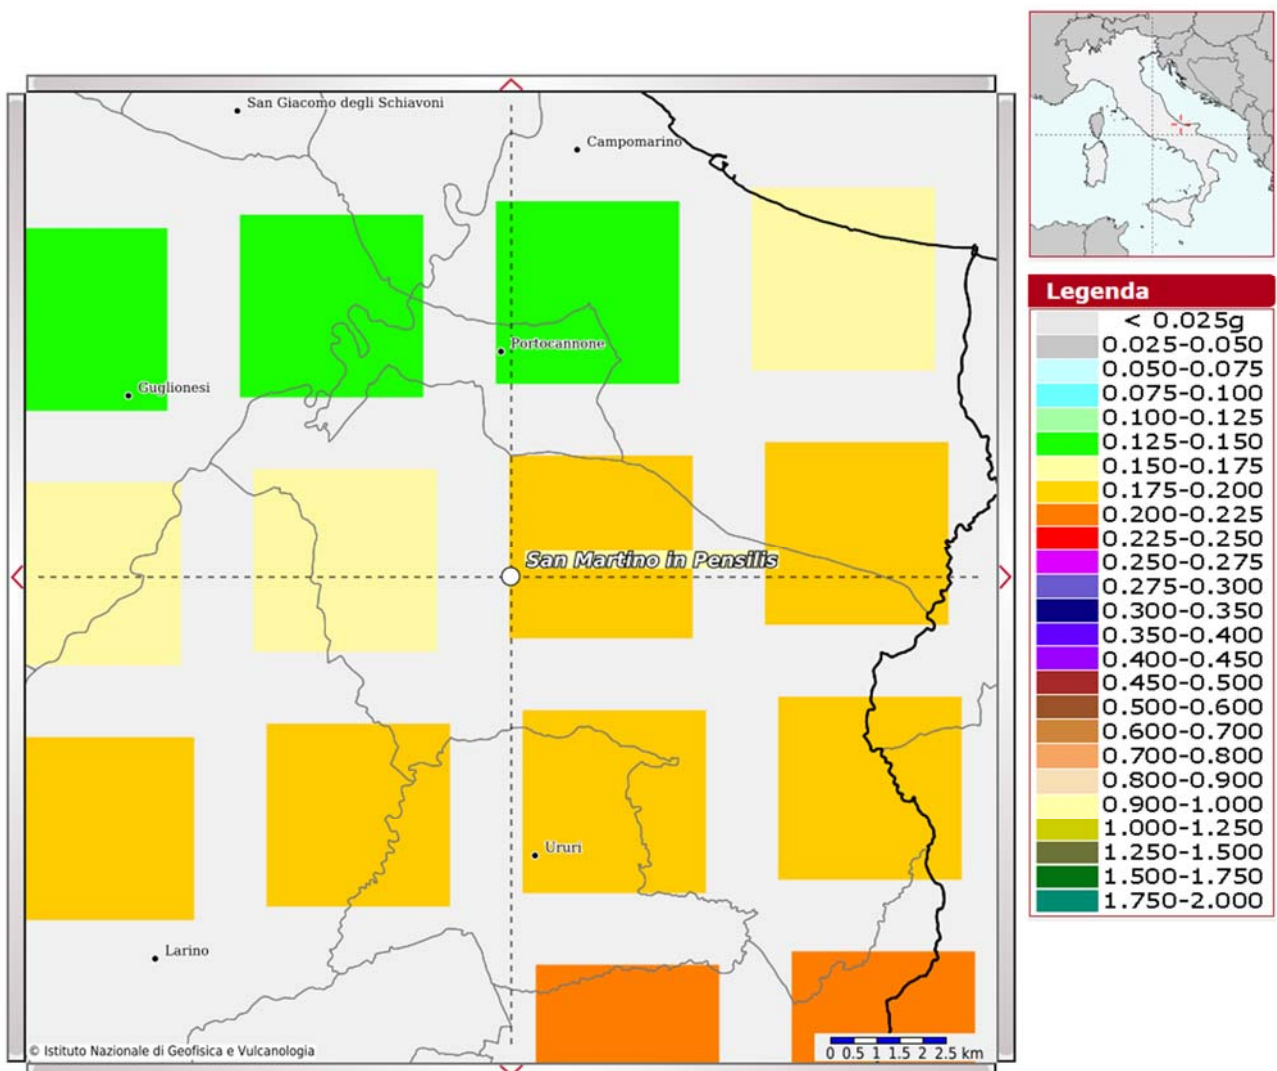 San Giacomo degli Schiavoni
Campomarino
Portocannone
Guglionesi
San Martino in Pensilis
Ururi
Larino
© Istituto Nazionale di Geofisica e Vulcanologia
0 0.5 1 1.5 2 2.5 km
Legenda
< 0.025g
0.025-0.050
0.050-0.075
0.075-0.100
0.100-0.125
0.125-0.150
0.150-0.175
0.175-0.200
0.200-0.225
0.225-0.250
0.250-0.275
0.275-0.300
0.300-0.350
0.350-0.400
0.400-0.450
0.450-0.500
0.500-0.600
0.600-0.700
0.700-0.800
0.800-0.900
0.900-1.000
1.000-1.250
1.250-1.500
1.500-1.750
1.750-2.000